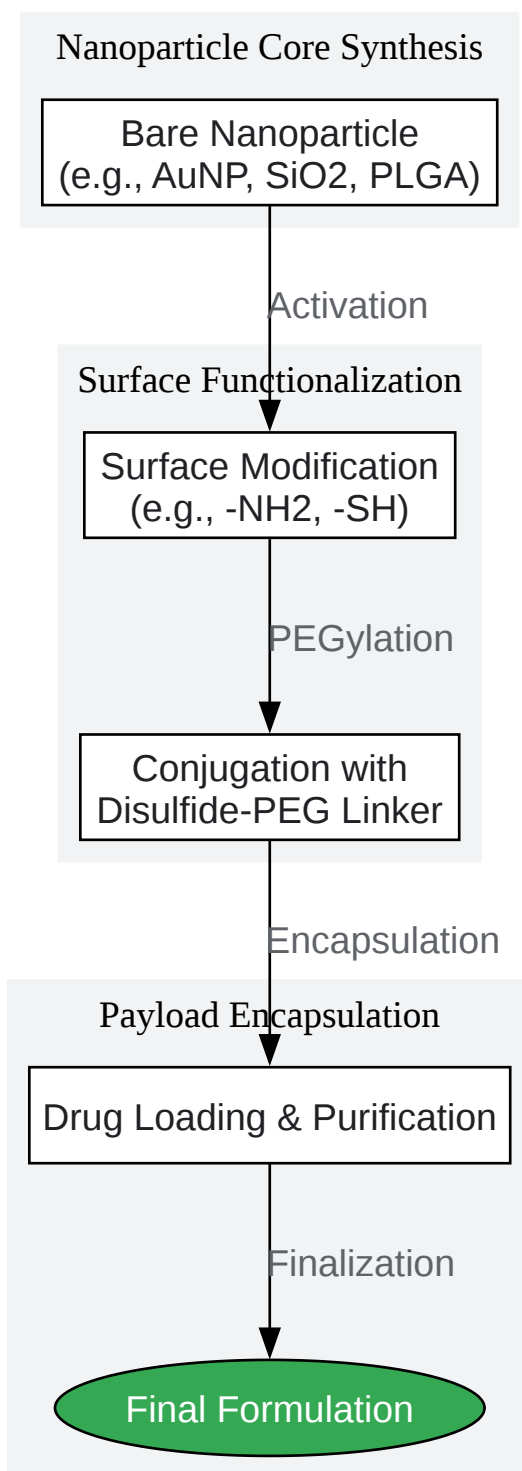 Nanoparticle Core Synthesis
Bare Nanoparticle
(e.g., AuNP, SiO2, PLGA)
Activation
Surface Functionalization
Surface Modification
(e.g., -NH2, -SH)
PEGylation
Conjugation with
Disulfide-PEG Linker
Encapsulation
Payload Encapsulation
Drug Loading & Purification
Finalization
Final Formulation